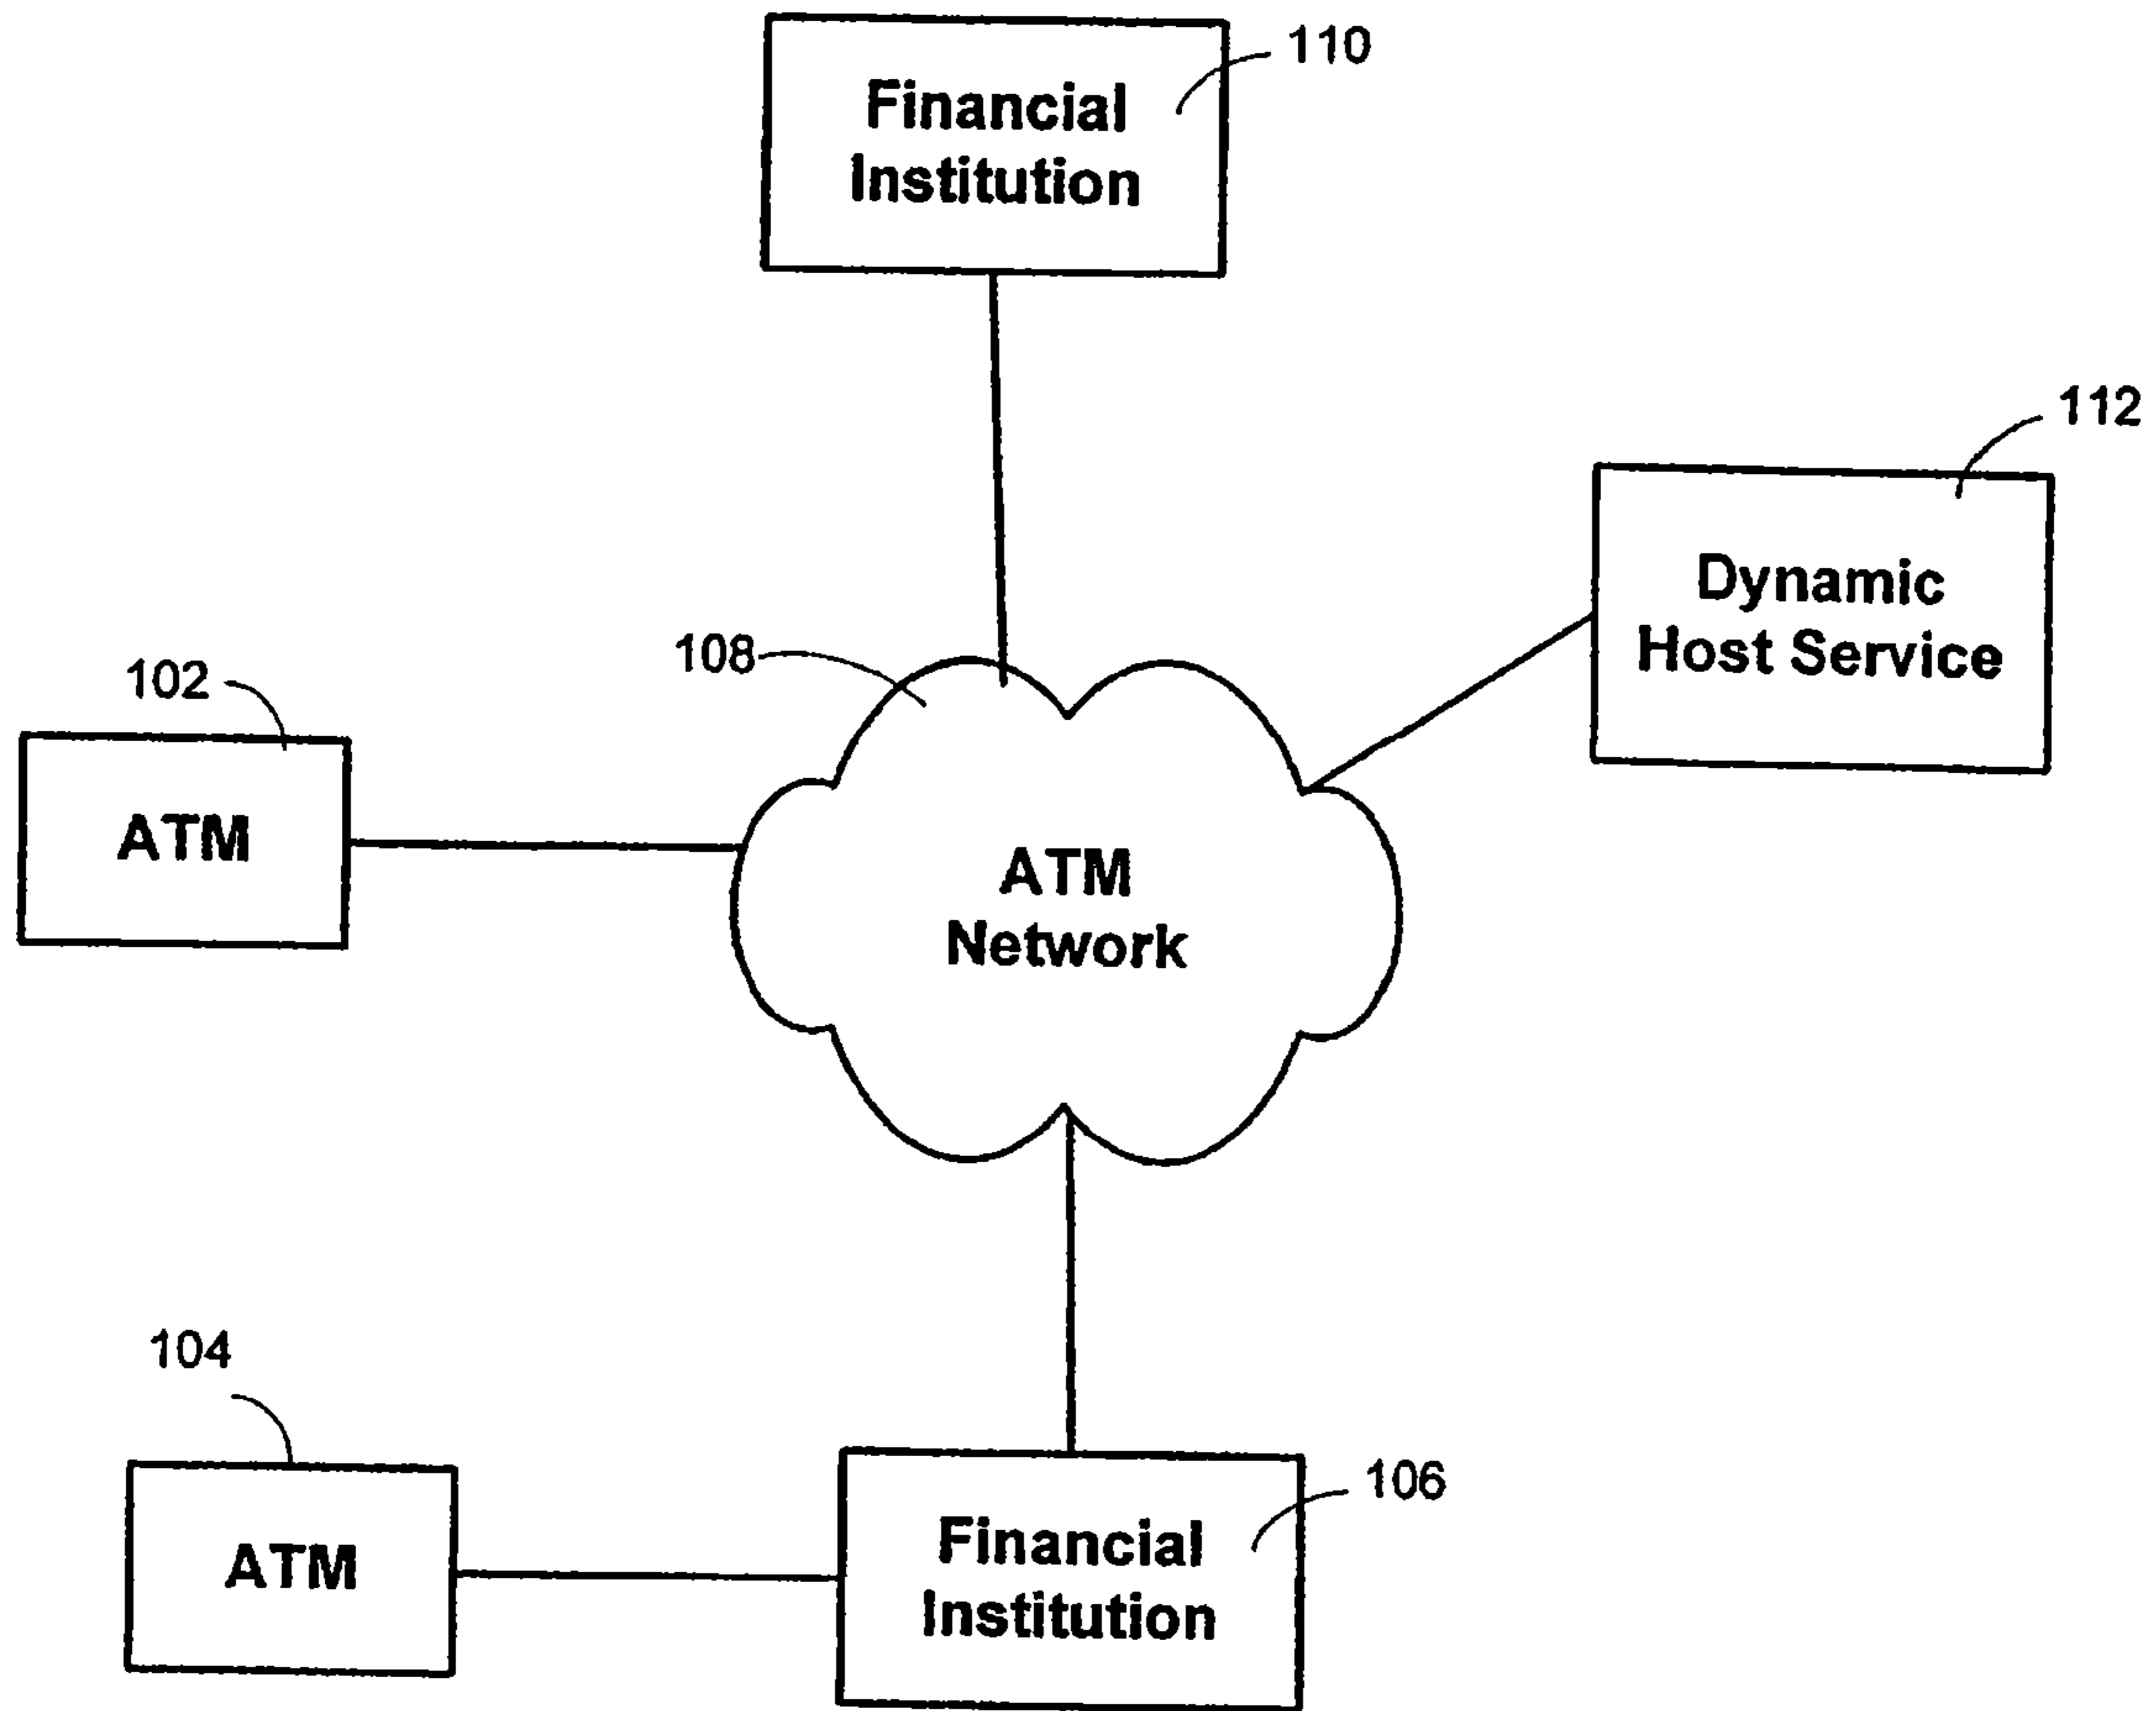 110
Financial
Institution
112
Dynamic
Host Service
108
102
ATM
ATM
Network
104
ATM
106
Financial
Institution